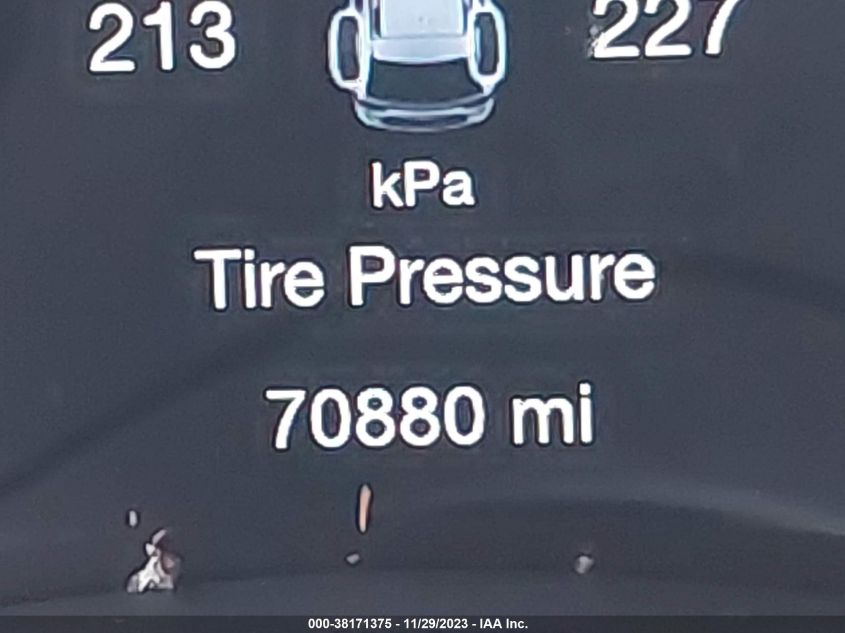 213 227
kPa
Tire Pressure
70880 mi
000-38171375 - 11/29/2023 - IAA Inc.